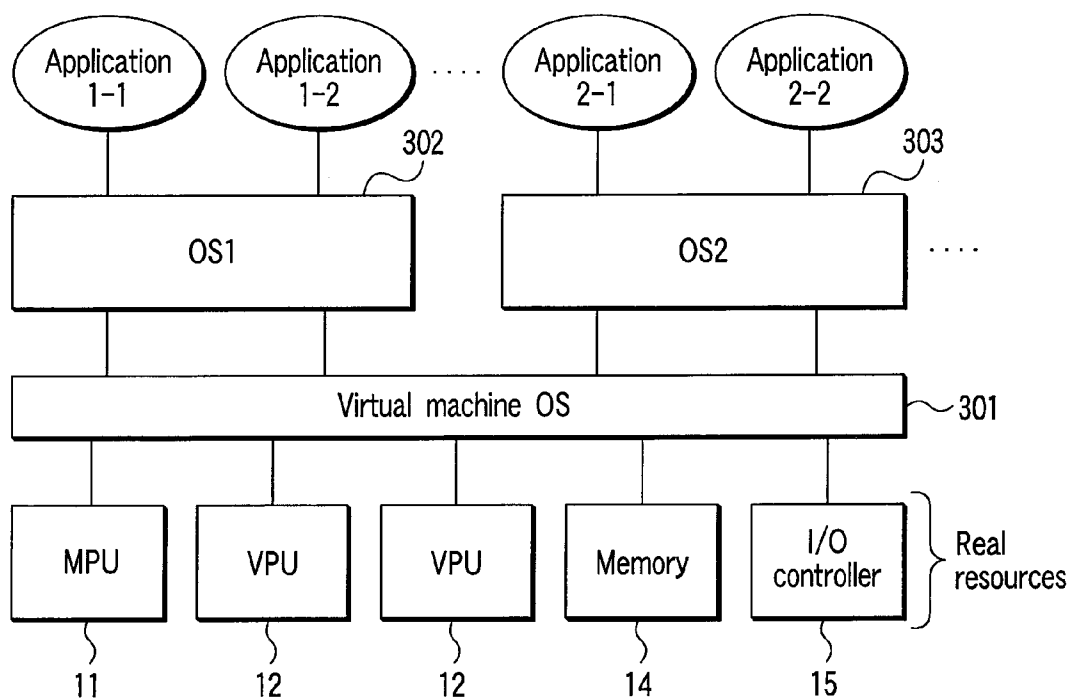 Application
1-1
Application
1-2
....
Application
2-1
Application
2-2
302
303
OS1
OS2
....
Virtual machine OS
301
MPU
VPU
VPU
Memory
I/O
controller
Real
resources
11
12
12
14
15